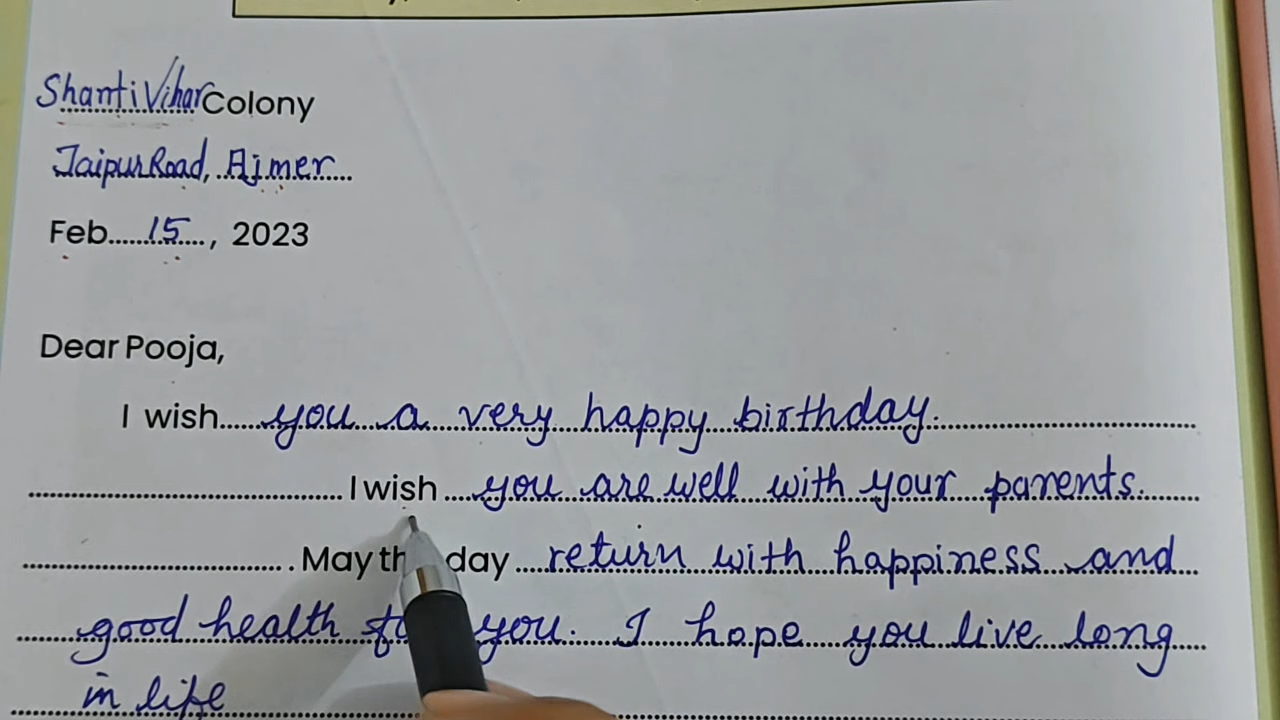 Shanti Vihar Colony
Jaipur Road, Ajmer
Feb......15...., 2023
Dear Pooja,
I wish..... you a very happy birthday.
I wish .... you are well with your parents.
. May day .... return with happiness and
good health you. I hope you live long
in life